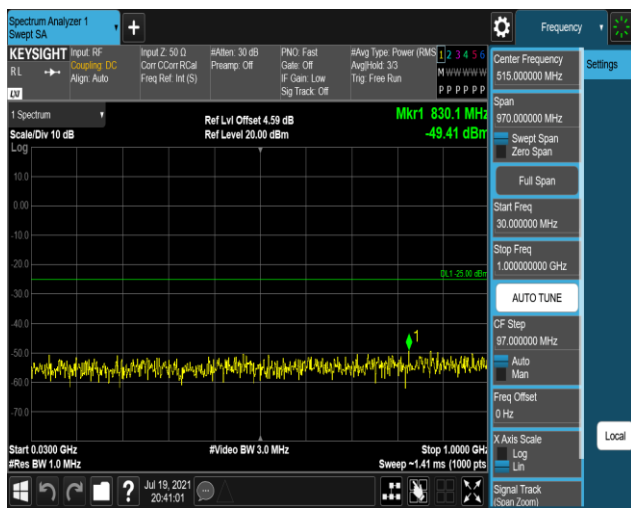 Spectrum Analyzer 1
Swept SA
Frequency
KEYSIGHT
RL
LXI
Input: RF
Coupling: DC
Align: Auto
Input Z: 50 Ω
Corr CCorr RCal
Freq Ref: Int (S)
#Atten: 30 dB
Preamp: Off
PNO: Fast
Gate: Off
IF Gain: Low
Sig Track: Off
#Avg Type: Power (RMS
Avg|Hold: 3/3
Trig: Free Run
1 2 3 4 5 6
M W W W W W
P P P P P P
1 Spectrum
Scale/Div 10 dB
Ref Lvl Offset 4.59 dB
Ref Level 20.00 dBm
Mkr1 830.1 MHz
-49.41 dBm
Log
10.0
0.00
-10.0
-20.0
-30.0
-40.0
-50.0
-60.0
-70.0
DL1 -25.00 dBm
1
Start 0.0300 GHz
#Res BW 1.0 MHz
#Video BW 3.0 MHz
Stop 1.0000 GHz
Sweep ~1.41 ms (1000 pts
?
Jul 19, 2021
20:41:01
Center Frequency
515.000000 MHz
Span
970.000000 MHz
Swept Span
Zero Span
Full Span
Start Freq
30.000000 MHz
Stop Freq
1.000000000 GHz
AUTO TUNE
CF Step
97.000000 MHz
Auto
Man
Freq Offset
0 Hz
X Axis Scale
Log
Lin
Signal Track
(Span Zoom)
Settings
Local